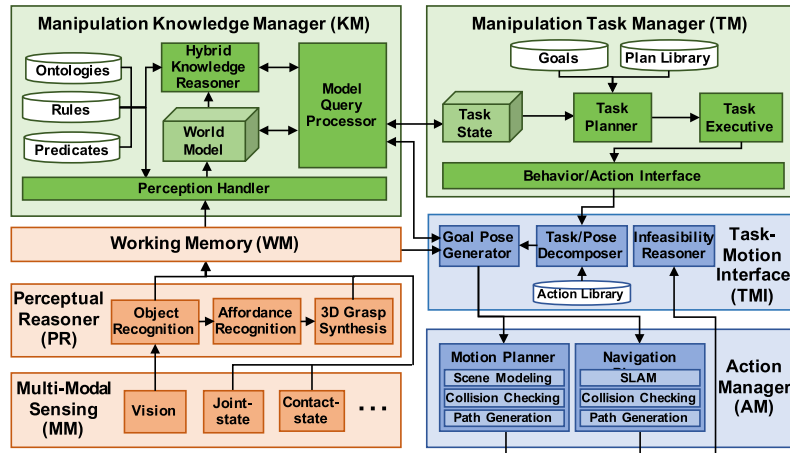 Manipulation Knowledge Manager (KM)
Ontologies
Rules
Predicates
Hybrid
Knowledge
Reasoner
World
Model
Model
Query
Processor
Perception Handler
Manipulation Task Manager (TM)
Goals
Plan Library
Task
State
Task
Planner
Task
Executive
Behavior/Action Interface
Working Memory (WM)
Goal Pose
Generator
Task/Pose
Decomposer
Infeasibility
Reasoner
Action Library
Task-
Motion
Interface
(TMI)
Perceptual
Reasoner
(PR)
Object
Recognition
Affordance
Recognition
3D Grasp
Synthesis
Multi-Modal
Sensing
(MM)
Vision
Joint-
state
Contact-
state
...
Motion Planner
Scene Modeling
Collision Checking
Path Generation
Navigation
SLAM
Collision Checking
Path Generation
Action
Manager
(AM)